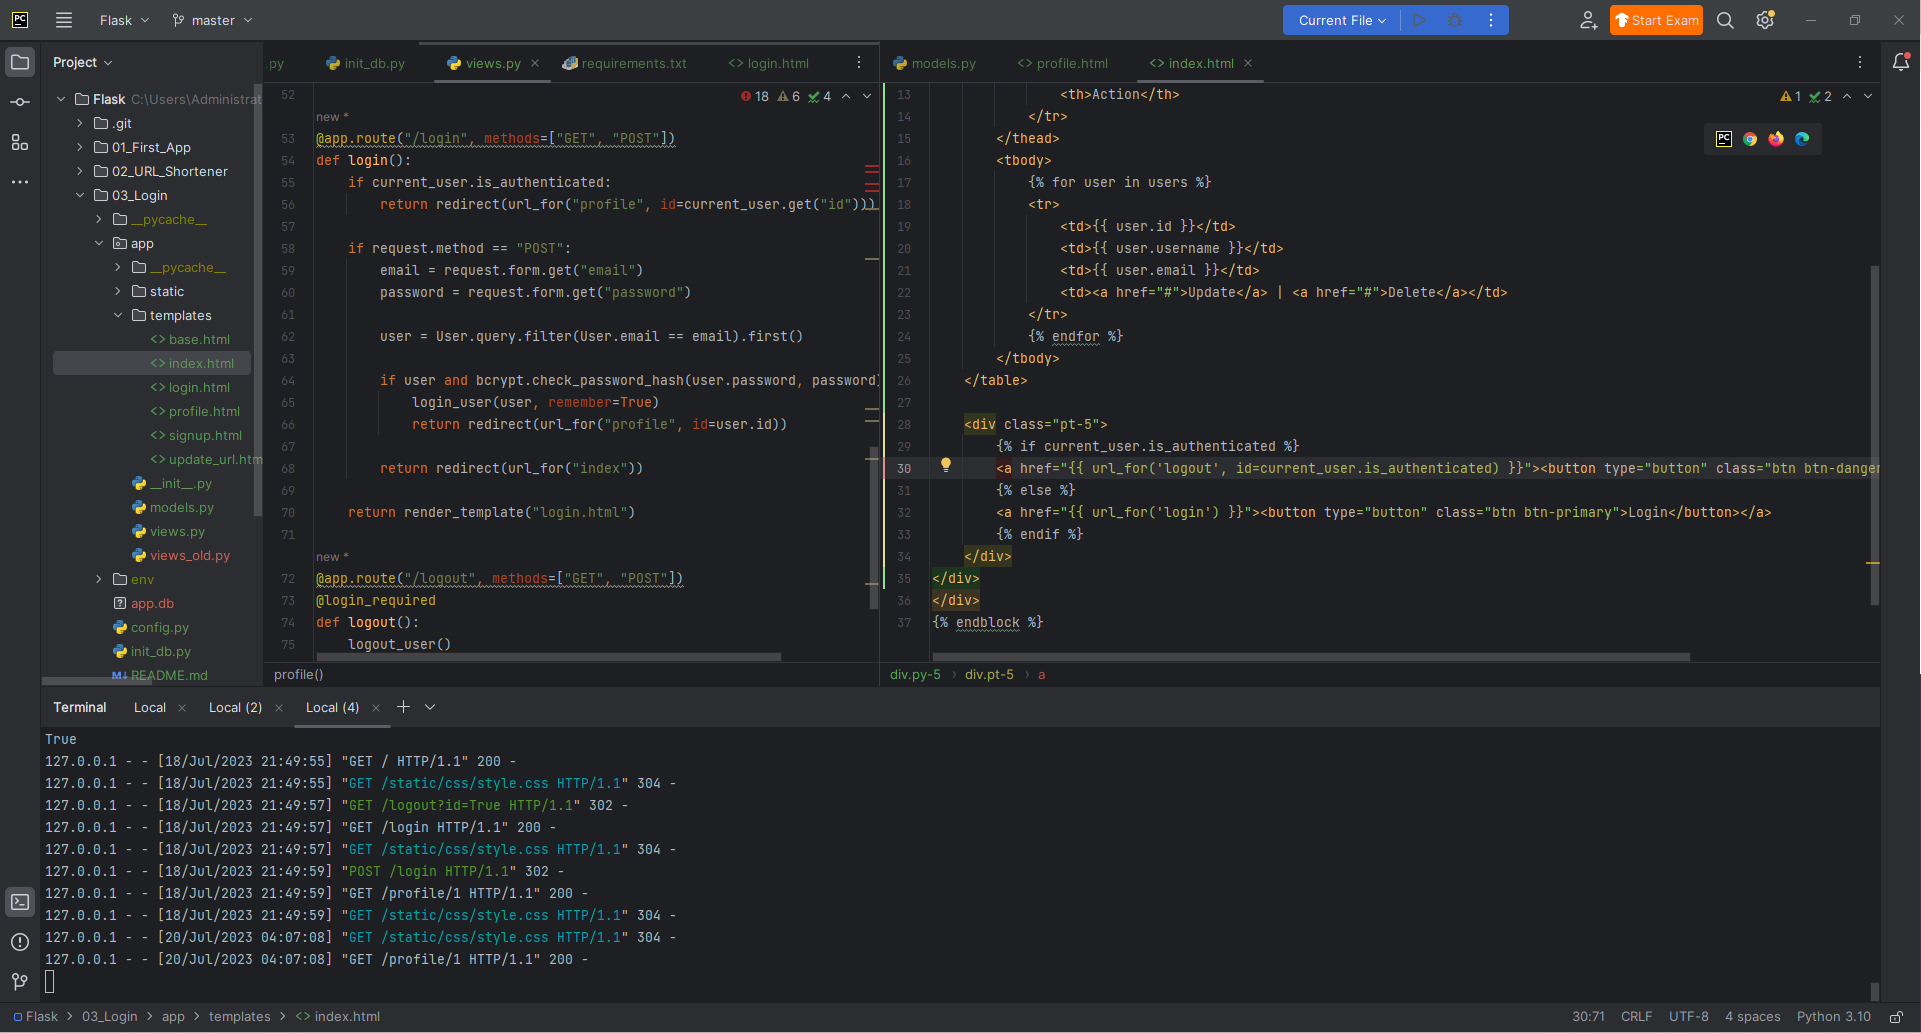 PC Flask master Current File Start Exam
Project
.py init_db.py views.py requirements.txt login.html
models.py profile.html index.html
Flask C:\Users\Administrat
.git
01_First_App
02_URL_Shortener
03_Login
__pycache__
app
__pycache__
static
templates
<> base.html
<> index.html
<> login.html
<> profile.html
<> signup.html
<> update_url.htm
__init__.py
models.py
views.py
views_old.py
env
app.db
config.py
init_db.py
M↓ README.md
18 6 4
52
new *
53 @app.route("/login", methods=["GET", "POST"])
54 def login():
55 if current_user.is_authenticated:
56 return redirect(url_for("profile", id=current_user.get("id")))
57
58 if request.method == "POST":
59 email = request.form.get("email")
60 password = request.form.get("password")
61
62 user = User.query.filter(User.email == email).first()
63
64 if user and bcrypt.check_password_hash(user.password, password)
65 login_user(user, remember=True)
66 return redirect(url_for("profile", id=user.id))
67
68 return redirect(url_for("index"))
69
70 return render_template("login.html")
71
new *
72 @app.route("/logout", methods=["GET", "POST"])
73 @login_required
74 def logout():
75 logout_user()
profile()
1 2
13 <th>Action</th>
14 </tr>
15 </thead>
16 <tbody>
17 {% for user in users %}
18 <tr>
19 <td>{{ user.id }}</td>
20 <td>{{ user.username }}</td>
21 <td>{{ user.email }}</td>
22 <td><a href="#">Update</a> | <a href="#">Delete</a></td>
23 </tr>
24 {% endfor %}
25 </tbody>
26 </table>
27
28 <div class="pt-5">
29 {% if current_user.is_authenticated %}
30 <a href="{{ url_for('logout', id=current_user.is_authenticated) }}"><button type="button" class="btn btn-danger
31 {% else %}
32 <a href="{{ url_for('login') }}"><button type="button" class="btn btn-primary">Login</button></a>
33 {% endif %}
34 </div>
35 </div>
36 </div>
37 {% endblock %}
div.py-5 › div.pt-5 › a
Terminal Local Local (2) Local (4)
True
127.0.0.1 - - [18/Jul/2023 21:49:55] "GET / HTTP/1.1" 200 -
127.0.0.1 - - [18/Jul/2023 21:49:55] "GET /static/css/style.css HTTP/1.1" 304 -
127.0.0.1 - - [18/Jul/2023 21:49:57] "GET /logout?id=True HTTP/1.1" 302 -
127.0.0.1 - - [18/Jul/2023 21:49:57] "GET /login HTTP/1.1" 200 -
127.0.0.1 - - [18/Jul/2023 21:49:57] "GET /static/css/style.css HTTP/1.1" 304 -
127.0.0.1 - - [18/Jul/2023 21:49:59] "POST /login HTTP/1.1" 302 -
127.0.0.1 - - [18/Jul/2023 21:49:59] "GET /profile/1 HTTP/1.1" 200 -
127.0.0.1 - - [18/Jul/2023 21:49:59] "GET /static/css/style.css HTTP/1.1" 304 -
127.0.0.1 - - [20/Jul/2023 04:07:08] "GET /static/css/style.css HTTP/1.1" 304 -
127.0.0.1 - - [20/Jul/2023 04:07:08] "GET /profile/1 HTTP/1.1" 200 -
Flask › 03_Login › app › templates › <> index.html 30:71 CRLF UTF-8 4 spaces Python 3.10